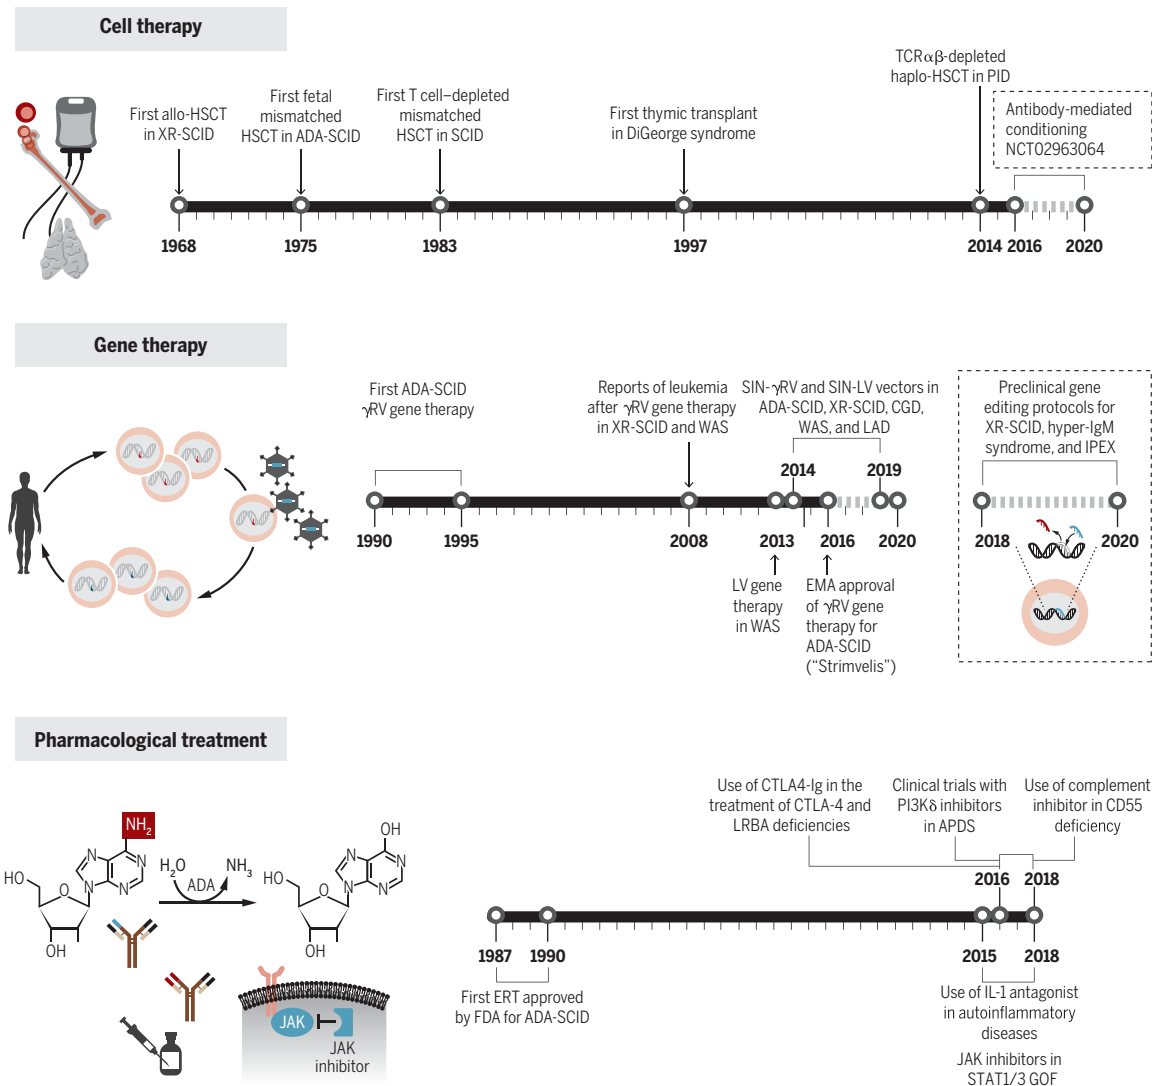 Cell therapy
First allo-HSCT
in XR-SCID
First fetal
mismatched
HSCT in ADA-SCID
First T cell–depleted
mismatched
HSCT in SCID
First thymic transplant
in DiGeorge syndrome
TCRαβ-depleted
haplo-HSCT in PID
Antibody-mediated
conditioning
NCT02963064
1968
1975
1983
1997
2014
2016
2020
Gene therapy
First ADA-SCID
γRV gene therapy
Reports of leukemia
after γRV gene therapy
in XR-SCID and WAS
SIN-γRV and SIN-LV vectors in
ADA-SCID, XR-SCID, CGD,
WAS, and LAD
2014
2019
1990
1995
2008
2013
2016
2020
LV gene
therapy
in WAS
EMA approval
of γRV gene
therapy for
ADA-SCID
(“Strimvelis”)
Preclinical gene
editing protocols for
XR-SCID, hyper-IgM
syndrome, and IPEX
2018
2020
Pharmacological treatment
NH2
N
N
N
N
HO
O
OH
H2O
NH3
ADA
OH
N
N
N
N
HO
O
OH
JAK
JAK
inhibitor
Use of CTLA4-Ig in the
treatment of CTLA-4 and
LRBA deficiencies
Clinical trials with
PI3Kδ inhibitors
in APDS
Use of complement
inhibitor in CD55
deficiency
2016
2018
1987
1990
2015
2018
First ERT approved
by FDA for ADA-SCID
Use of IL-1 antagonist
in autoinflammatory
diseases
JAK inhibitors in
STAT1/3 GOF